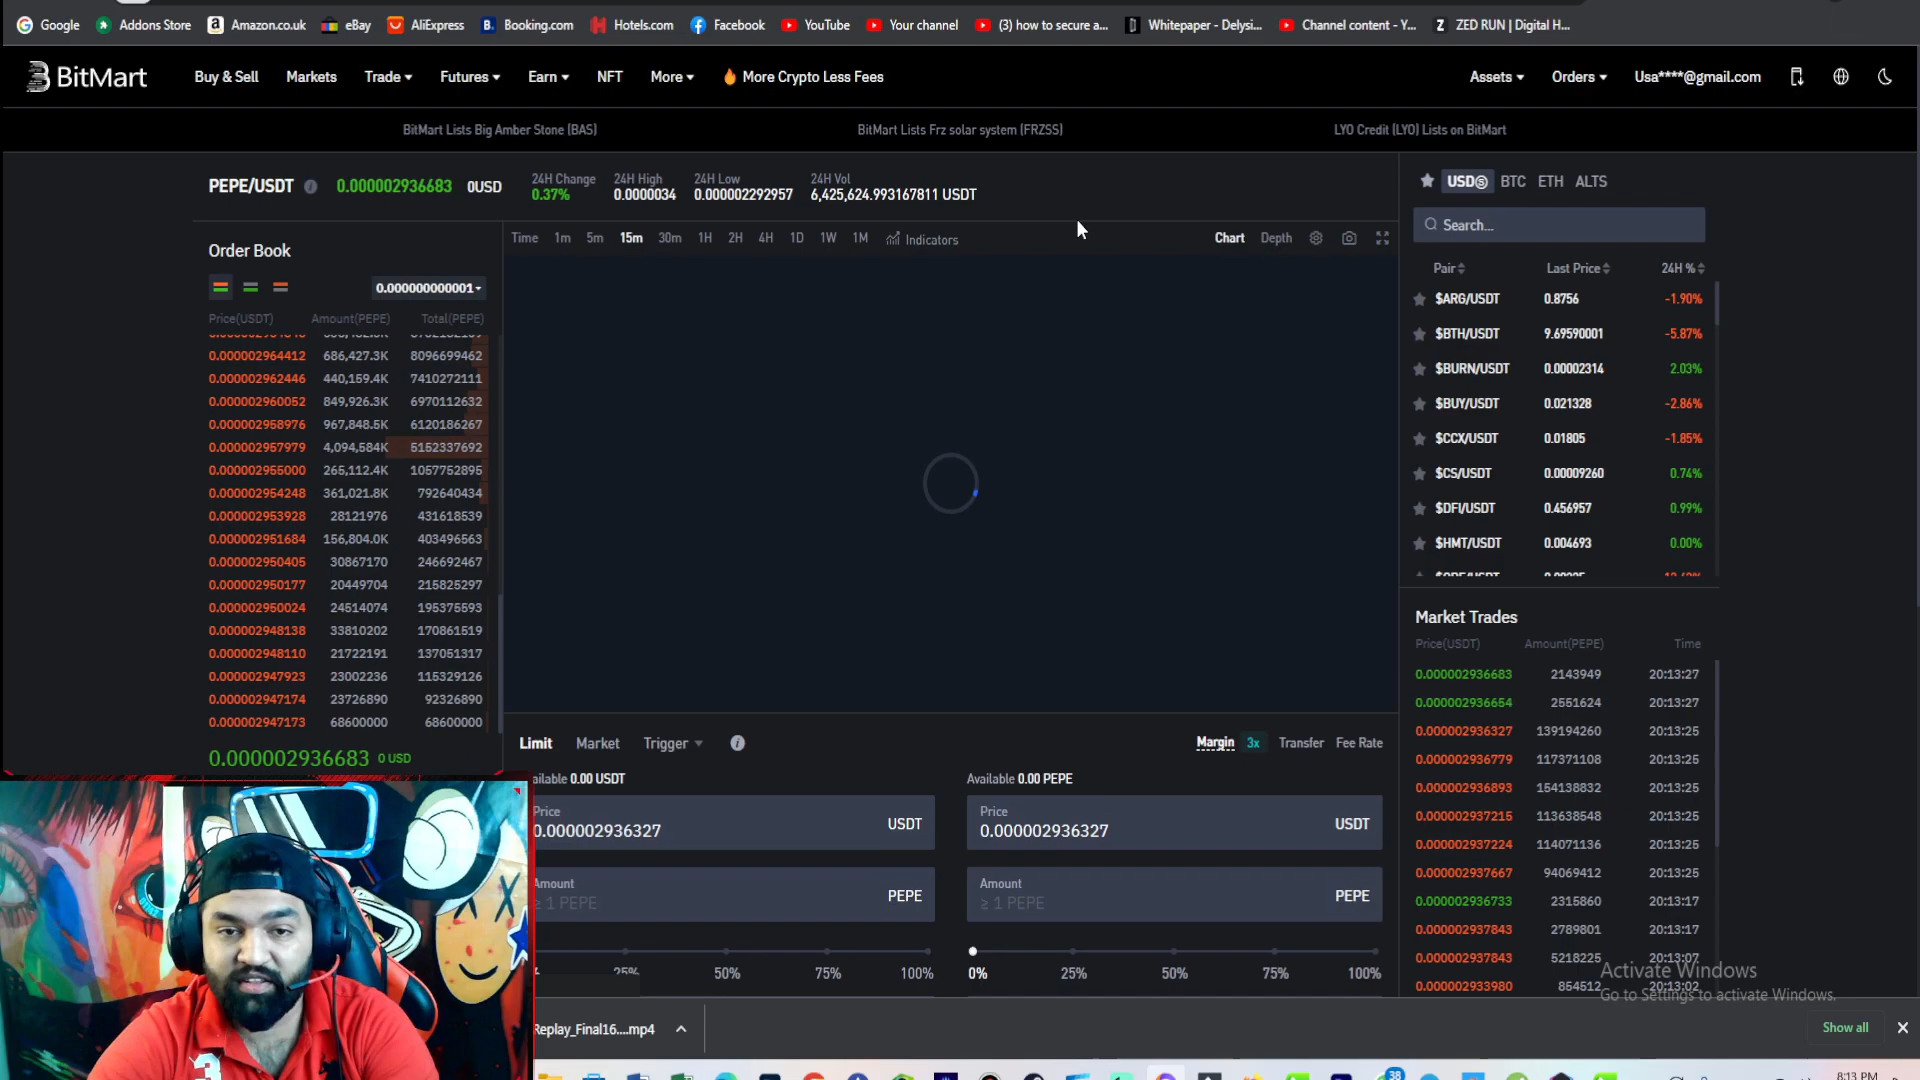 Google Addons Store Amazon.co.uk eBay AliExpress Booking.com Hotels.com Facebook YouTube Your channel (3) how to secure a... Whitepaper - Delysi... Channel content - Y... ZED RUN | Digital H...
BitMart Buy & Sell Markets Trade Futures Earn NFT More More Crypto Less Fees Assets Orders Usa****@gmail.com
BitMart Lists Big Amber Stone (BAS) BitMart Lists Frz solar system (FRZSS) LYO Credit (LYO) Lists on BitMart
PEPE/USDT 0.000002936683 0USD
24H Change 24H High 24H Low 24H Vol
0.37% 0.0000034 0.000002292957 6,425,624.993167811 USDT
Time 1m 5m 15m 30m 1H 2H 4H 1D 1W 1M Indicators Chart Depth
Order Book
0.000000000001
Price(USDT) Amount(PEPE) Total(PEPE)
0.000002964412 686,427.3K 8096699462
0.000002962446 440,159.4K 7410272111
0.000002960052 849,926.3K 6970112632
0.000002958976 967,848.5K 6120186267
0.000002957979 4,094,584K 5152337692
0.000002955000 265,112.4K 1057752895
0.000002954248 361,021.8K 792640434
0.000002953928 28121976 431618539
0.000002951684 156,804.0K 403496563
0.000002950405 30867170 246692467
0.000002950177 20449704 215825297
0.000002950024 24514074 195375593
0.000002948138 33810202 170861519
0.000002948110 21722191 137051317
0.000002947923 23002236 115329126
0.000002947174 23726890 92326890
0.000002947173 68600000 68600000
0.000002936683 0 USD
USDⓈ BTC ETH ALTS
Search...
Pair Last Price 24H %
$ARG/USDT 0.8756 -1.90%
$BTH/USDT 9.69590001 -5.87%
$BURN/USDT 0.00002314 2.03%
$BUY/USDT 0.021328 -2.86%
$CCX/USDT 0.01805 -1.85%
$CS/USDT 0.00009260 0.74%
$DFI/USDT 0.456957 0.99%
$HMT/USDT 0.004693 0.00%
Market Trades
Price(USDT) Amount(PEPE) Time
0.000002936683 2143949 20:13:27
0.000002936654 2551624 20:13:27
0.000002936327 139194260 20:13:25
0.000002936779 117371108 20:13:25
0.000002936893 154138832 20:13:25
0.000002937215 113638548 20:13:25
0.000002937224 114071136 20:13:25
0.000002937667 94069412 20:13:25
0.000002936733 2315860 20:13:17
0.000002937843 2789801 20:13:17
0.000002937843 5218225 20:13:07
0.000002933980 854512 20:13:02
Limit Market Trigger Margin 3x Transfer Fee Rate
ailable 0.00 USDT Available 0.00 PEPE
Price Price
0.000002936327 USDT 0.000002936327 USDT
Amount Amount
≥ 1 PEPE PEPE ≥ 1 PEPE PEPE
25% 50% 75% 100% 0% 25% 50% 75% 100%
Activate Windows
Go to Settings to activate Windows.
Replay_Final16....mp4 Show all
38
8:13 PM
3